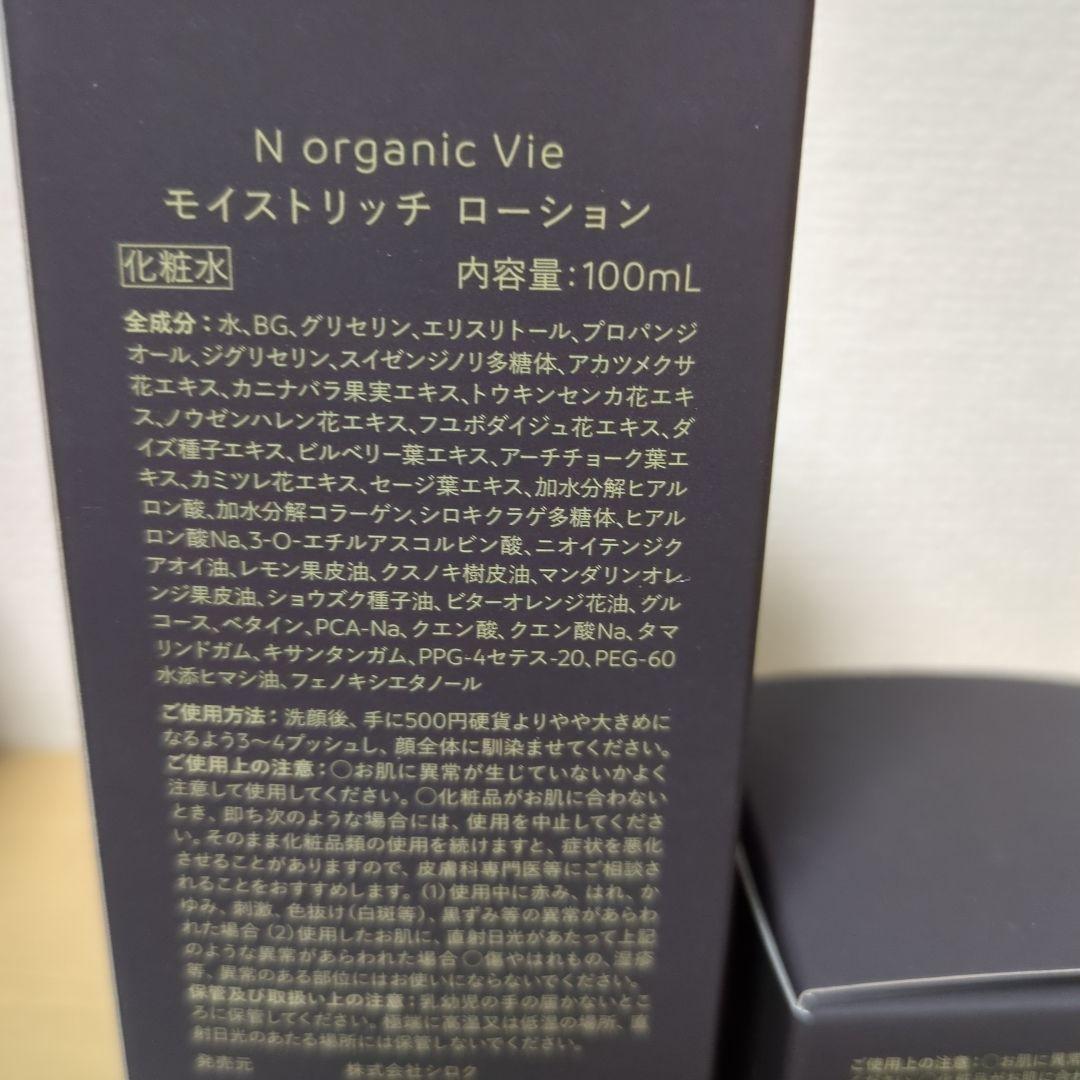 N organic Vie
モイストリッチ ローション
化粧水 内容量：100mL
全成分：水、BG、グリセリン、エリスリトール、プロパンジ
オール、ジグリセリン、スイゼンジノリ多糖体、アカツメクサ
花エキス、カニナバラ果実エキス、トウキンセンカ花エキ
ス、ノウゼンハレン花エキス、フユボダイジュ花エキス、ダ
イズ種子エキス、ビルベリー葉エキス、アーチチョーク葉エ
キス、カミツレ花エキス、セージ葉エキス、加水分解ヒアル
ロン酸、加水分解コラーゲン、シロキクラゲ多糖体、ヒアル
ロン酸Na、3-O-エチルアスコルビン酸、ニオイテンジク
アオイ油、レモン果皮油、クスノキ樹皮油、マンダリンオレ
ンジ果皮油、ショウズク種子油、ビターオレンジ花油、グル
コース、ベタイン、PCA-Na、クエン酸、クエン酸Na、タマ
リンドガム、キサンタンガム、PPG-4セテス-20、PEG-60
水添ヒマシ油、フェノキシエタノール
ご使用方法：洗顔後、手に500円硬貨よりやや大きめに
なるよう3〜4プッシュし、顔全体に馴染ませてください。
ご使用上の注意：○お肌に異常が生じていないかよく
注意して使用してください。○化粧品がお肌に合わない
とき、即ち次のような場合には、使用を中止してくださ
い。そのまま化粧品類の使用を続けますと、症状を悪化
させることがありますので、皮膚科専門医等にご相談さ
れることをおすすめします。(1)使用中に赤み、はれ、か
ゆみ、刺激、色抜け(白斑等)、黒ずみ等の異常があらわ
れた場合 (2)使用したお肌に、直射日光があたって上記
のような異常があらわれた場合 ○傷やはれもの、湿疹
等、異常のある部位にはお使いにならないでください。
保管及び取扱い上の注意：乳幼児の手の届かないとこ
ろに保管してください。極端に高温又は低温の場所、直
射日光のあたる場所には保管しないでください。
発売元 株式会社シロク
ご使用上の注意：○お肌に異常